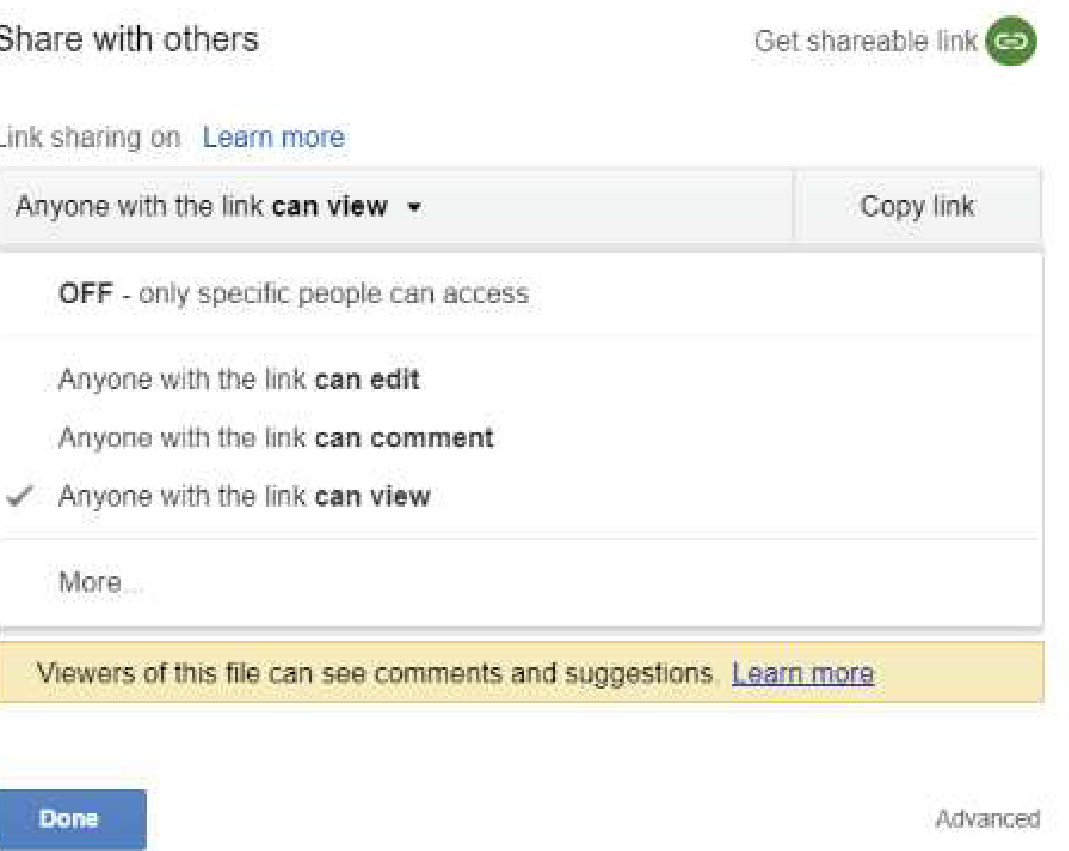 Share with others
Get shareable link
Link sharing on Learn more
Anyone with the link can view
Copy link
OFF - only specific people can access
Anyone with the link can edit
Anyone with the link can comment
Anyone with the link can view
More...
Viewers of this file can see comments and suggestions. Learn more
Done
Advanced